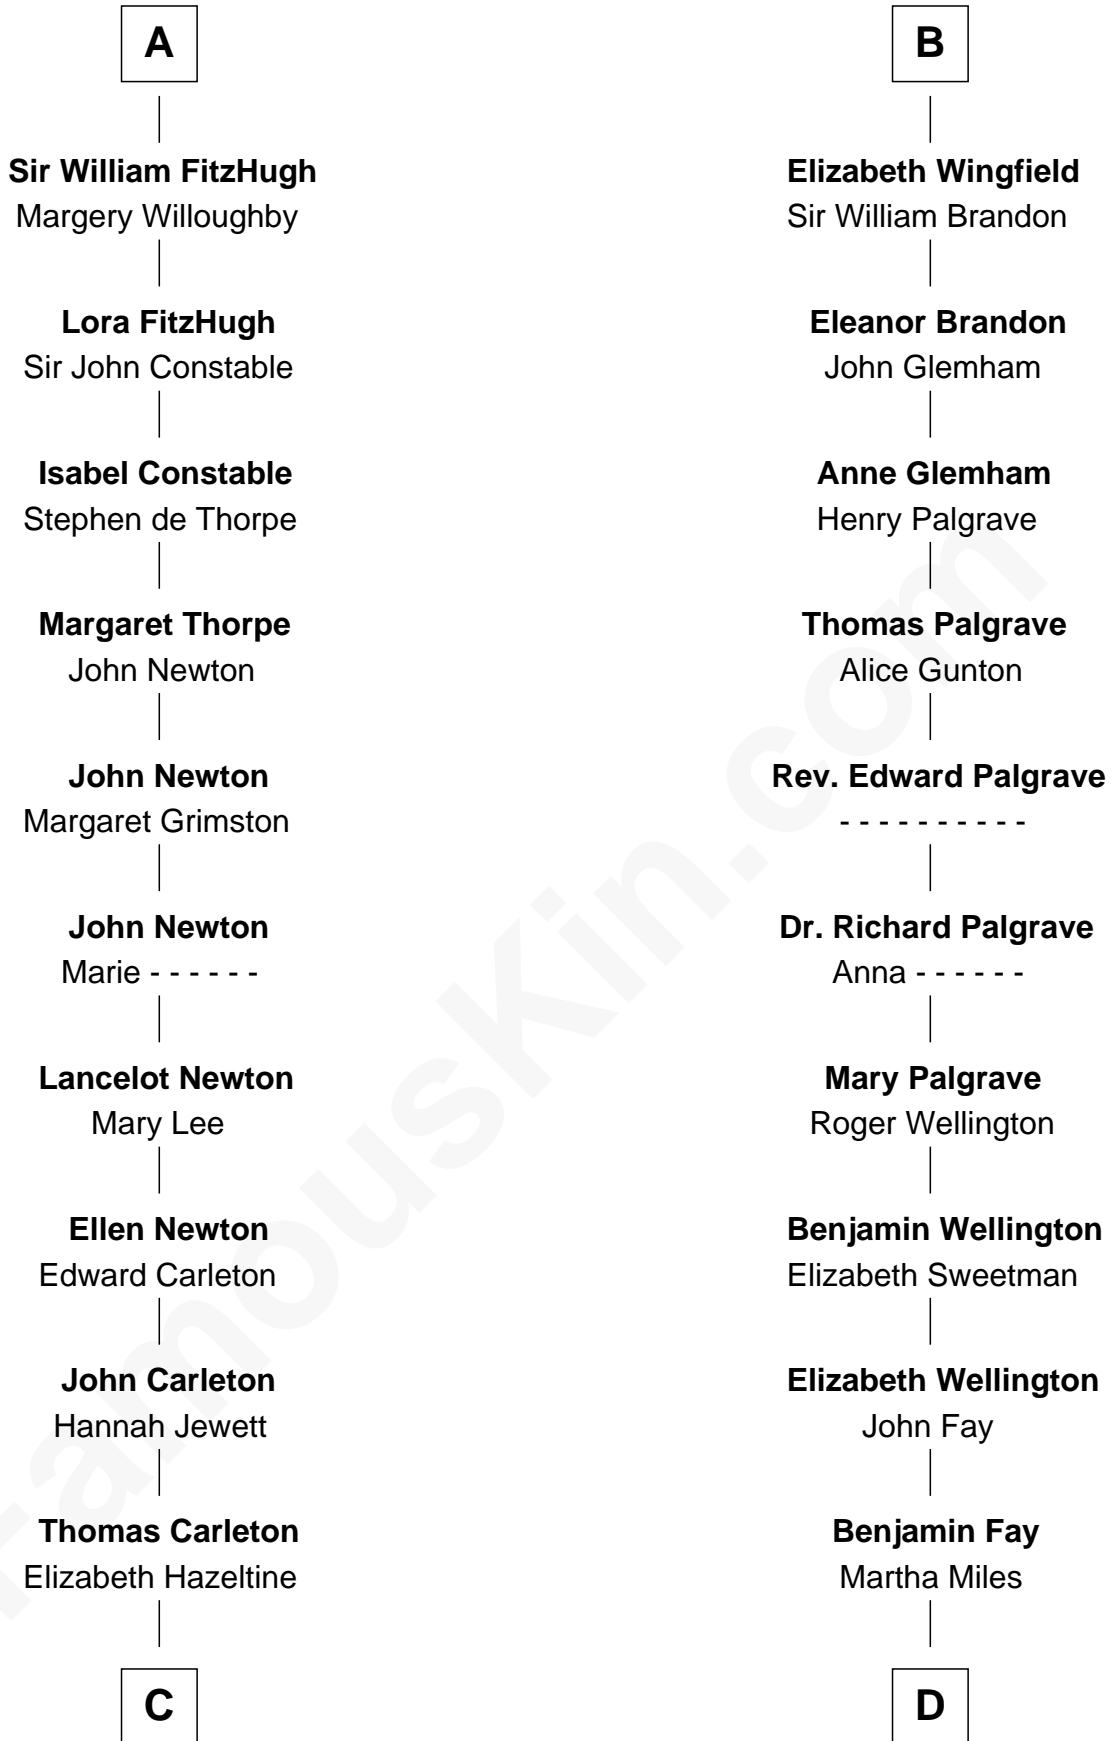 A
Sir William FitzHugh
Margery Willoughby
Lora FitzHugh
Sir John Constable
Isabel Constable
Stephen de Thorpe
Margaret Thorpe
John Newton
John Newton
Margaret Grimston
John Newton
Marie - - - - - -
Lancelot Newton
Mary Lee
Ellen Newton
Edward Carleton
John Carleton
Hannah Jewett
Thomas Carleton
Elizabeth Hazeltine
C
B
Elizabeth Wingfield
Sir William Brandon
Eleanor Brandon
John Glemham
Anne Glemham
Henry Palgrave
Thomas Palgrave
Alice Gunton
Rev. Edward Palgrave
- - - - - - - - - -
Dr. Richard Palgrave
Anna - - - - - -
Mary Palgrave
Roger Wellington
Benjamin Wellington
Elizabeth Sweetman
Elizabeth Wellington
John Fay
Benjamin Fay
Martha Miles
D
FamousKin.com